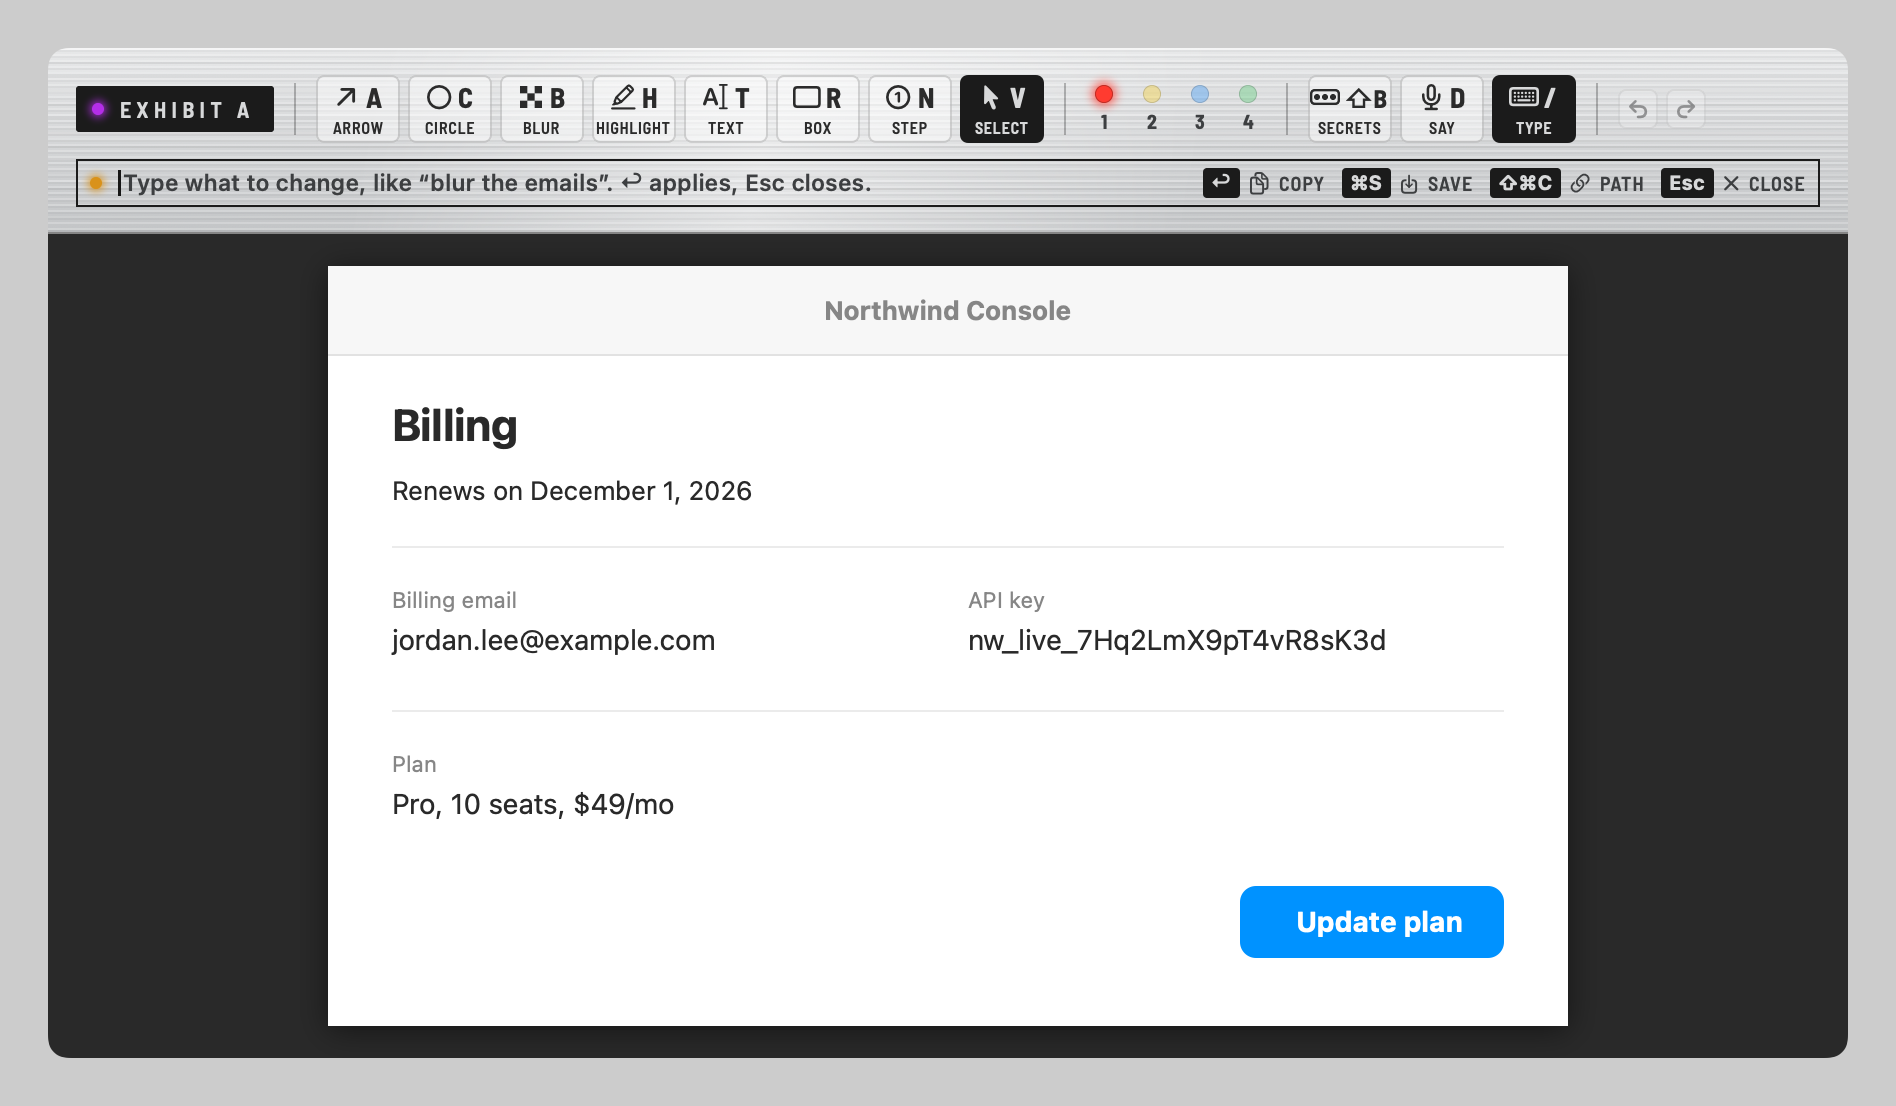 EXHIBIT A
A ARROW
C CIRCLE
B BLUR
H HIGHLIGHT
T TEXT
R BOX
1 N STEP
V SELECT
1 2 3 4
B SECRETS
D SAY
/ TYPE
Type what to change, like “blur the emails”. ↩ applies, Esc closes.
↩ COPY
⌘S SAVE
⇧⌘C PATH
Esc CLOSE
Northwind Console
Billing
Renews on December 1, 2026
Billing email
jordan.lee@example.com
API key
nw_live_7Hq2LmX9pT4vR8sK3d
Plan
Pro, 10 seats, $49/mo
Update plan